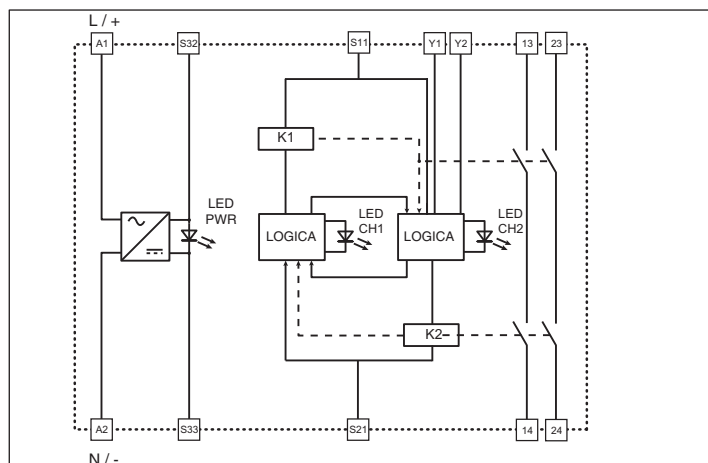 L / +
A1 S32 S11 Y1 Y2 13 23
K1
LED
PWR
LOGICA
LED
CH1
LOGICA
LED
CH2
K2
A2 S33 S21 14 24
N / -